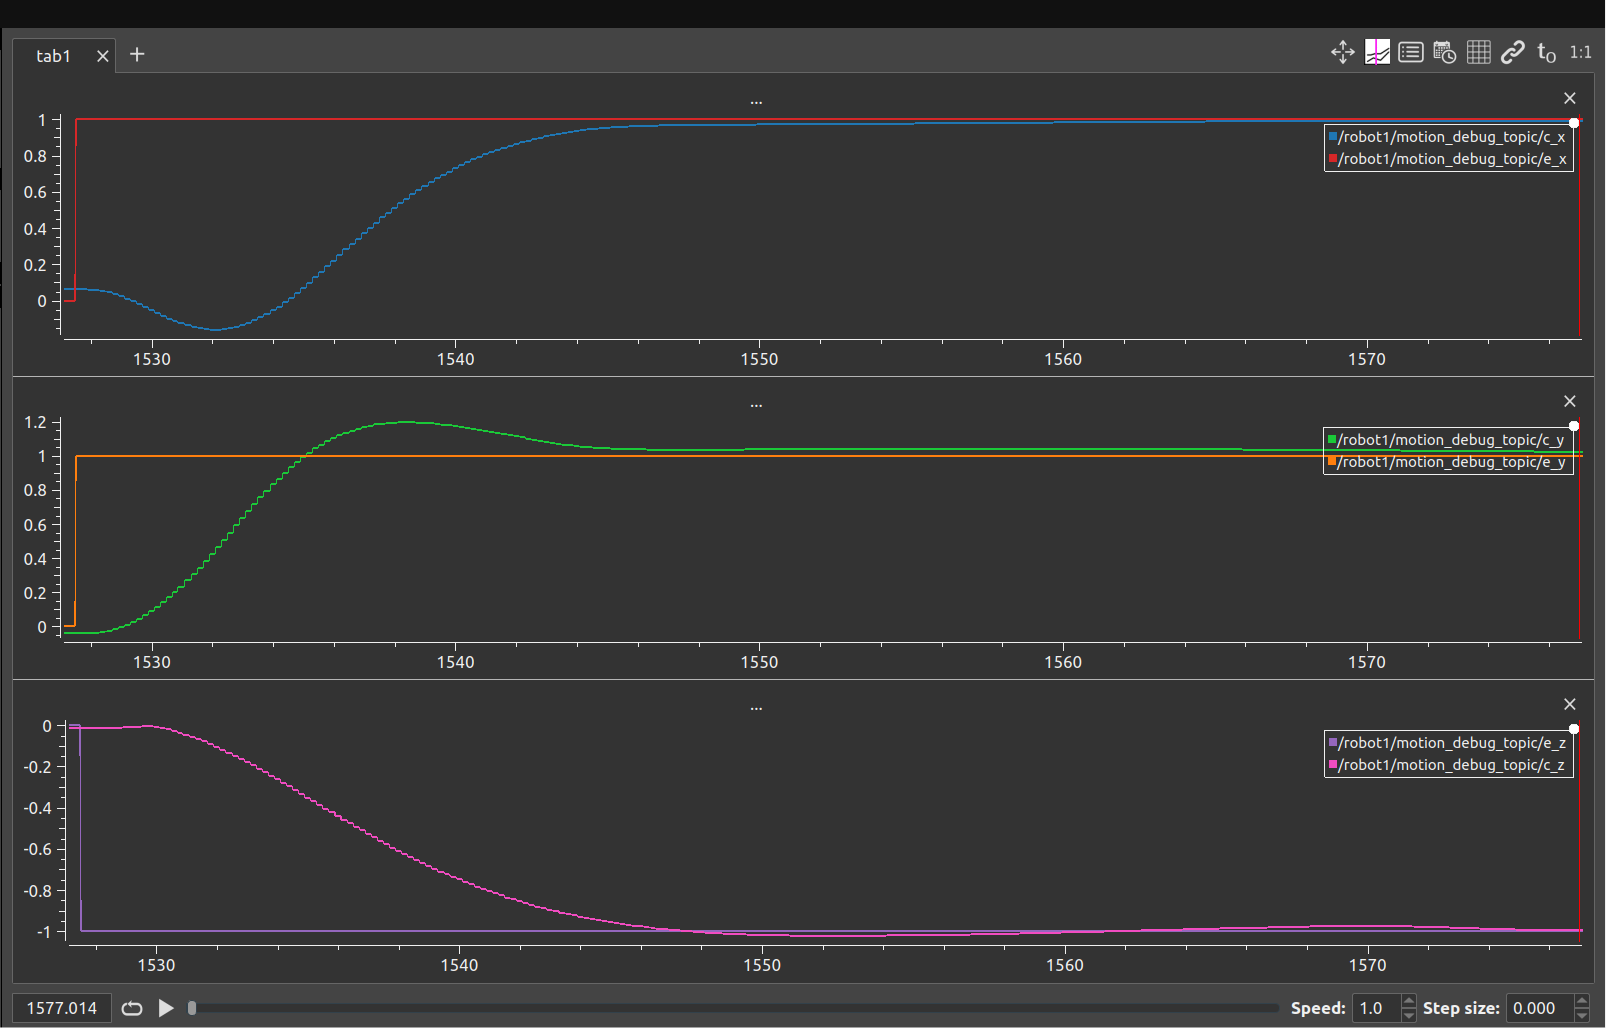 tab1
t0 1:1
...
/robot1/motion_debug_topic/c_x
/robot1/motion_debug_topic/e_x
1
0.8
0.6
0.4
0.2
0
1530 1540 1550 1560 1570
...
/robot1/motion_debug_topic/c_y
/robot1/motion_debug_topic/e_y
1.2
1
0.8
0.6
0.4
0.2
0
1530 1540 1550 1560 1570
...
/robot1/motion_debug_topic/e_z
/robot1/motion_debug_topic/c_z
0
-0.2
-0.4
-0.6
-0.8
-1
1530 1540 1550 1560 1570
1577.014 Speed: 1.0 Step size: 0.000